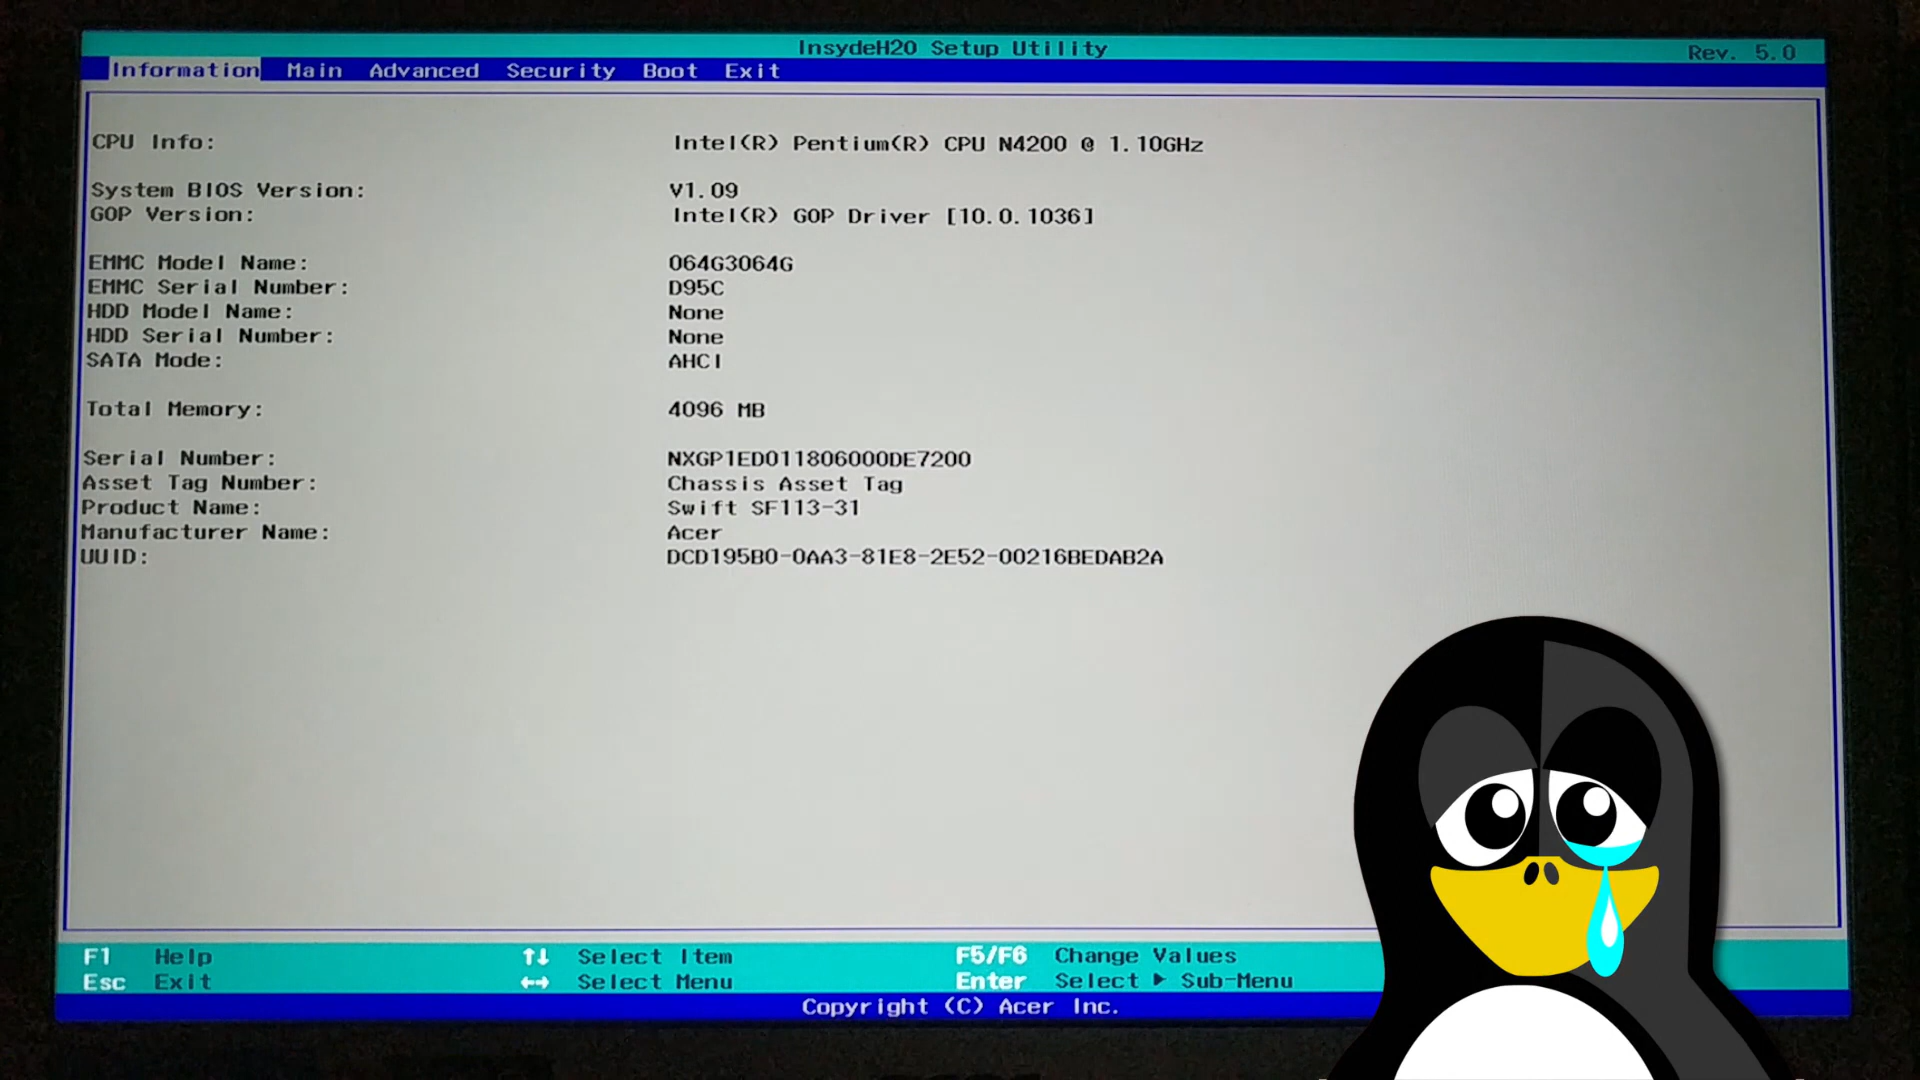 InsydeH20 Setup Utility Rev. 5.0
Information Main Advanced Security Boot Exit
CPU Info: Intel(R) Pentium(R) CPU N4200 @ 1.10GHz
System BIOS Version: V1.09
GOP Version: Intel(R) GOP Driver [10.0.1036]
EMMC Model Name: 064G3064G
EMMC Serial Number: D95C
HDD Model Name: None
HDD Serial Number: None
SATA Mode: AHCI
Total Memory: 4096 MB
Serial Number: NXGP1ED011806000DE7200
Asset Tag Number: Chassis Asset Tag
Product Name: Swift SF113-31
Manufacturer Name: Acer
UUID: DCD195B0-0AA3-81E8-2E52-00216BEDAB2A
F1 Help ↑↓ Select Item F5/F6 Change Values
Esc Exit ↔ Select Menu Enter Select ▶ Sub-Menu
Copyright (C) Acer Inc.